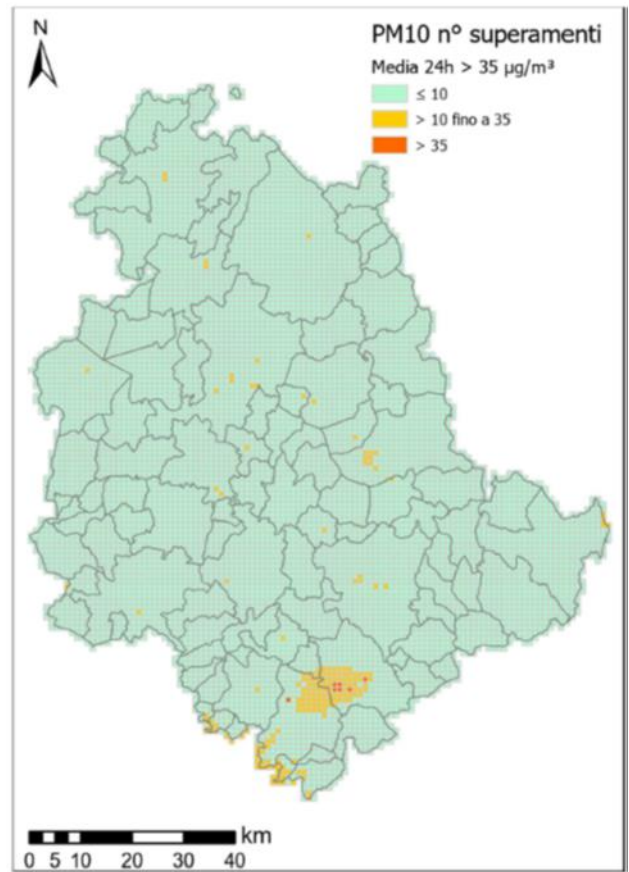 N
PM10 n° superamenti
Media 24h > 35 µg/m³
≤ 10
> 10 fino a 35
> 35
km
0 5 10 20 30 40